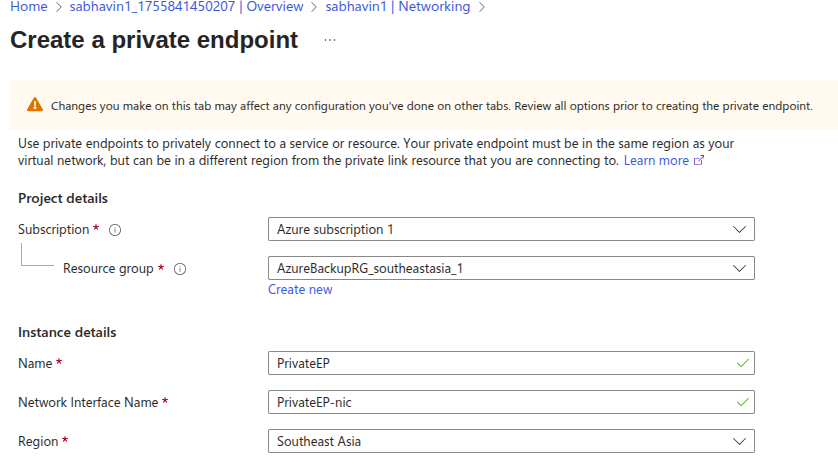 Home > sabhavin1_1755841450207 | Overview > sabhavin1 | Networking >
Create a private endpoint ...
Changes you make on this tab may affect any configuration you've done on other tabs. Review all options prior to creating the private endpoint.
Use private endpoints to privately connect to a service or resource. Your private endpoint must be in the same region as your
virtual network, but can be in a different region from the private link resource that you are connecting to. Learn more
Project details
Subscription * Azure subscription 1
Resource group * AzureBackupRG_southeastasia_1
Create new
Instance details
Name * PrivateEP
Network Interface Name * PrivateEP-nic
Region * Southeast Asia